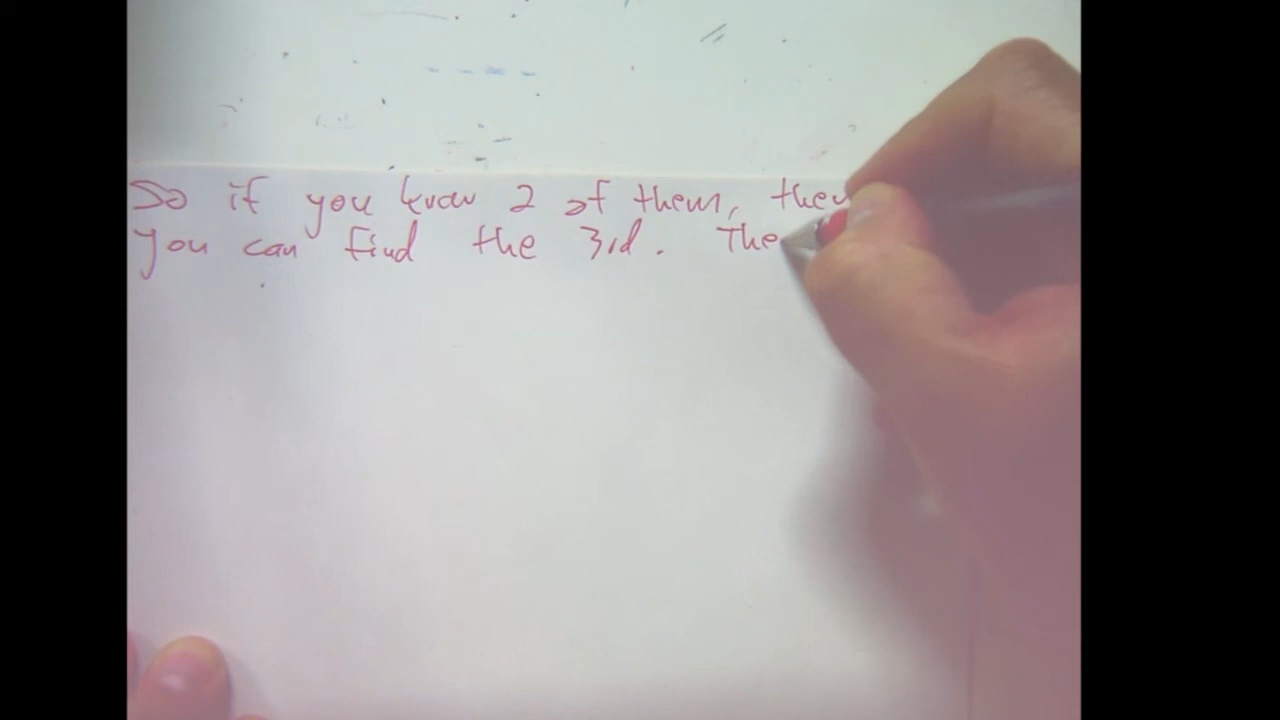 So if you know 2 of them, then
you can find the 3rd. The